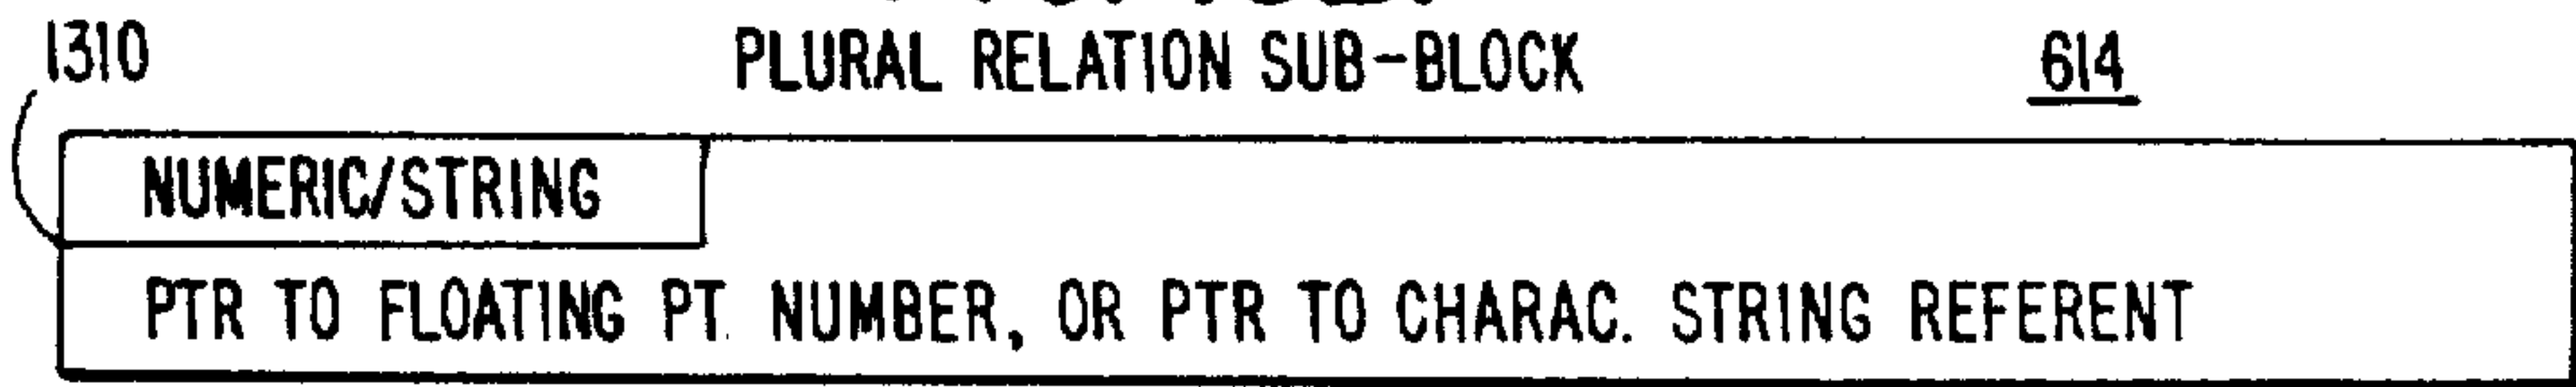 1310 PLURAL RELATION SUB-BLOCK 614
NUMERIC/STRING
PTR TO FLOATING PT. NUMBER, OR PTR TO CHARAC. STRING REFERENT